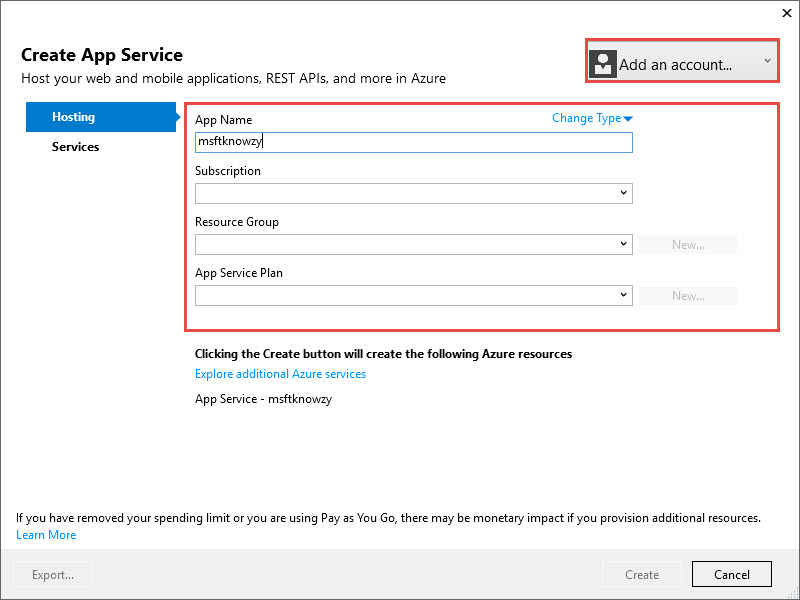 Create App Service
Host your web and mobile applications, REST APIs, and more in Azure
Add an account...
Hosting
Services
App Name
Change Type
msftknowzy
Subscription
Resource Group
New...
App Service Plan
New...
Clicking the Create button will create the following Azure resources
Explore additional Azure services
App Service - msftknowzy
If you have removed your spending limit or you are using Pay as You Go, there may be monetary impact if you provision additional resources.
Learn More
Export...
Create
Cancel